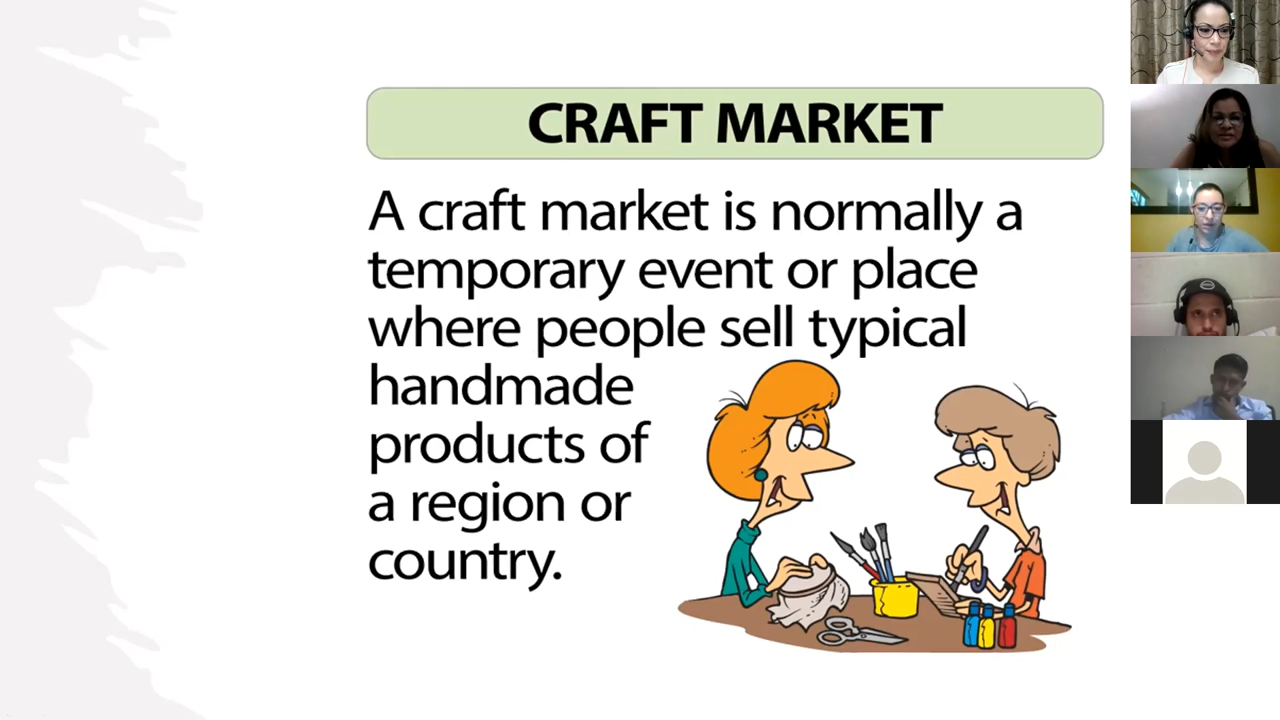 CRAFT MARKET
A craft market is normally a
temporary event or place
where people sell typical
handmade
products of
a region or
country.